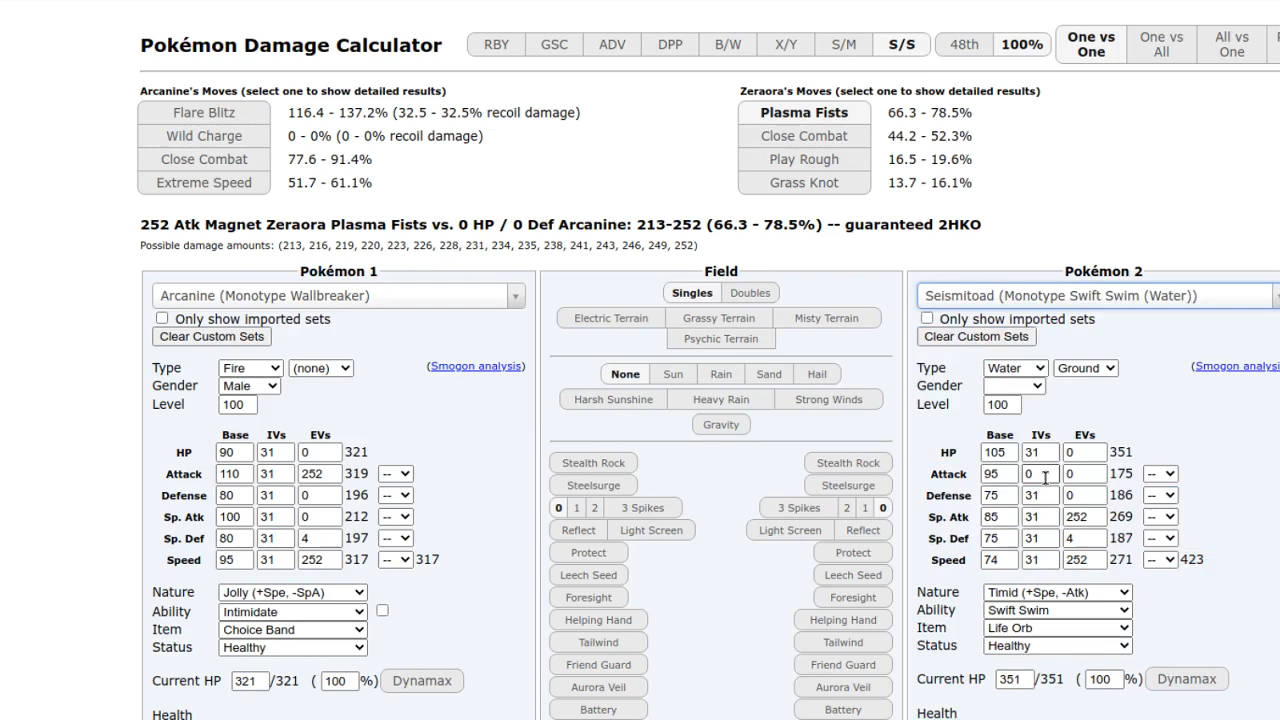 Pokémon Damage Calculator RBY GSC ADV DPP B/W X/Y S/M S/S 48th 100% One vs One One vs All All vs One
Arcanine's Moves (select one to show detailed results) Zeraora's Moves (select one to show detailed results)
Flare Blitz 116.4 - 137.2% (32.5 - 32.5% recoil damage) Plasma Fists 66.3 - 78.5%
Wild Charge 0 - 0% (0 - 0% recoil damage) Close Combat 44.2 - 52.3%
Close Combat 77.6 - 91.4% Play Rough 16.5 - 19.6%
Extreme Speed 51.7 - 61.1% Grass Knot 13.7 - 16.1%
252 Atk Magnet Zeraora Plasma Fists vs. 0 HP / 0 Def Arcanine: 213-252 (66.3 - 78.5%) -- guaranteed 2HKO
Possible damage amounts: (213, 216, 219, 220, 223, 226, 228, 231, 234, 235, 238, 241, 243, 246, 249, 252)
Pokémon 1
Arcanine (Monotype Wallbreaker)
Only show imported sets
Clear Custom Sets
Type Fire (none) (Smogon analysis)
Gender Male
Level 100
Base IVs EVs
HP 90 31 0 321
Attack 110 31 252 319 --
Defense 80 31 0 196 --
Sp. Atk 100 31 0 212 --
Sp. Def 80 31 4 197 --
Speed 95 31 252 317 -- 317
Nature Jolly (+Spe, -SpA)
Ability Intimidate
Item Choice Band
Status Healthy
Current HP 321 /321 ( 100 %) Dynamax
Health
Field
Singles Doubles
Electric Terrain Grassy Terrain Misty Terrain
Psychic Terrain
None Sun Rain Sand Hail
Harsh Sunshine Heavy Rain Strong Winds
Gravity
Stealth Rock Stealth Rock
Steelsurge Steelsurge
0 1 2 3 Spikes 3 Spikes 2 1 0
Reflect Light Screen Light Screen Reflect
Protect Protect
Leech Seed Leech Seed
Foresight Foresight
Helping Hand Helping Hand
Tailwind Tailwind
Friend Guard Friend Guard
Aurora Veil Aurora Veil
Battery Battery
Pokémon 2
Seismitoad (Monotype Swift Swim (Water))
Only show imported sets
Clear Custom Sets
Type Water Ground (Smogon analysi
Gender
Level 100
Base IVs EVs
HP 105 31 0 351
Attack 95 0 0 175 --
Defense 75 31 0 186 --
Sp. Atk 85 31 252 269 --
Sp. Def 75 31 4 187 --
Speed 74 31 252 271 -- 423
Nature Timid (+Spe, -Atk)
Ability Swift Swim
Item Life Orb
Status Healthy
Current HP 351 /351 ( 100 %) Dynamax
Health